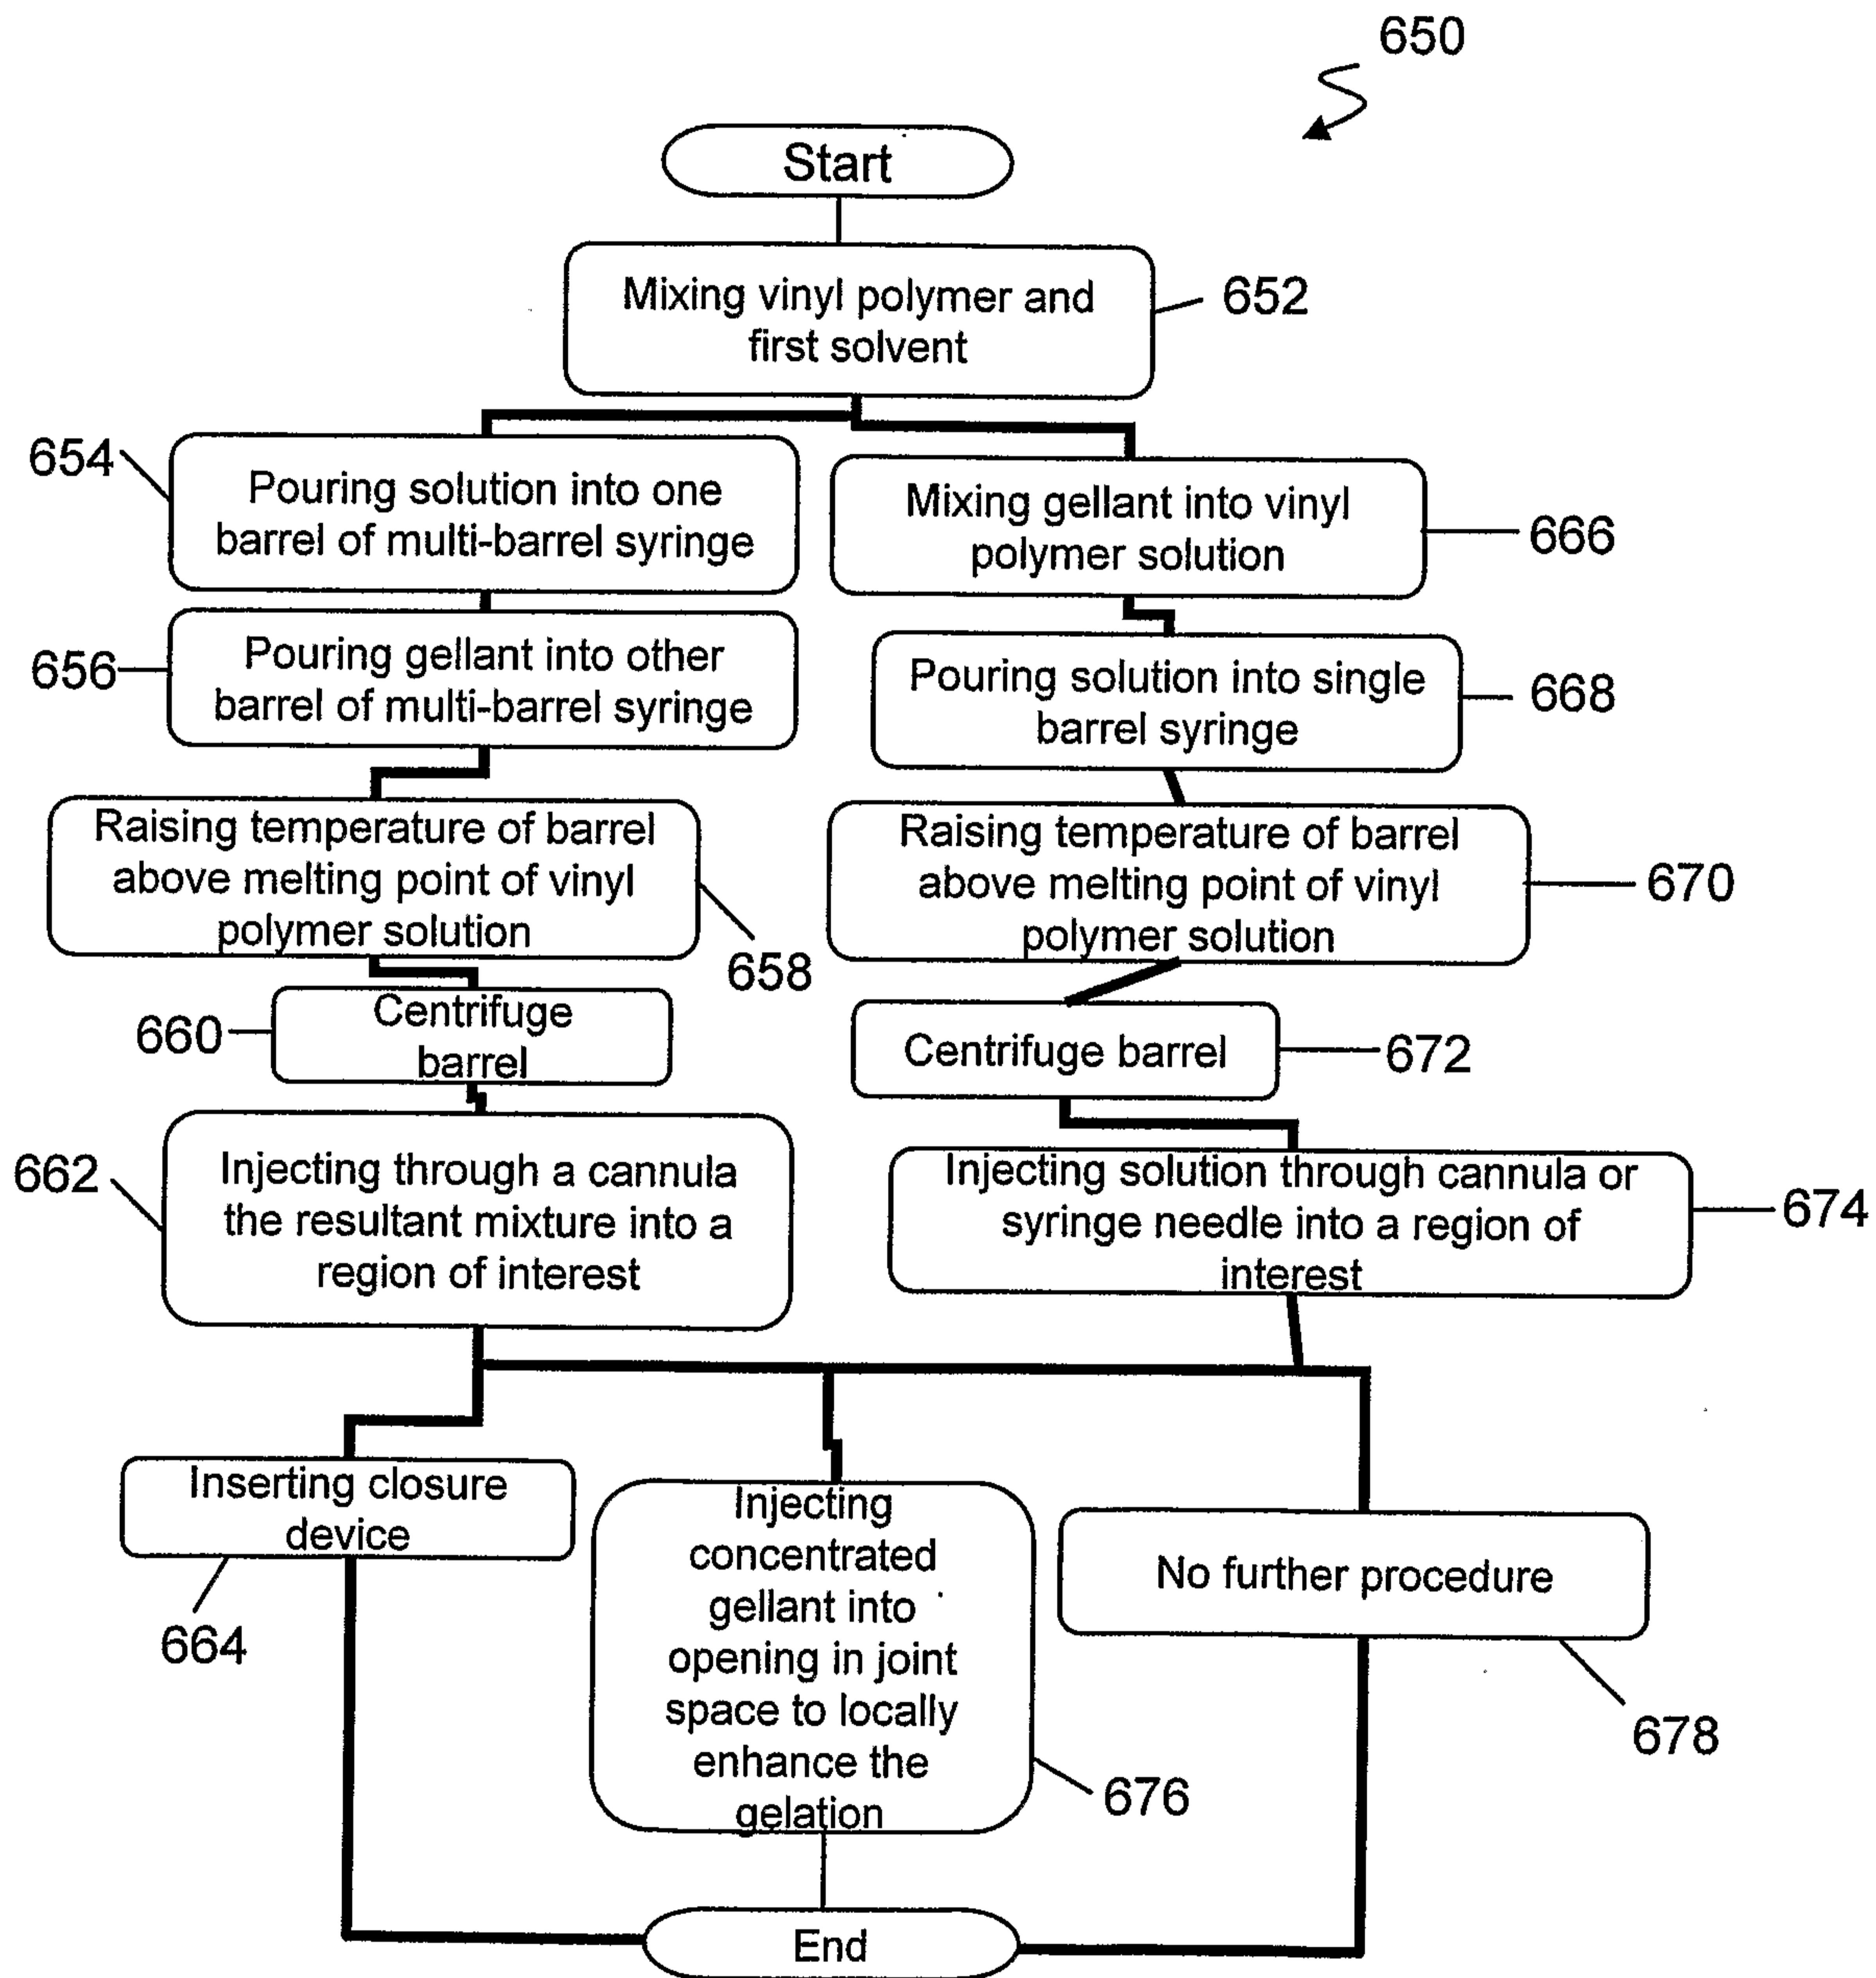 650
Start
Mixing vinyl polymer and
first solvent
652
654
Pouring solution into one
barrel of multi-barrel syringe
Mixing gellant into vinyl
polymer solution
666
656
Pouring gellant into other
barrel of multi-barrel syringe
Pouring solution into single
barrel syringe
668
Raising temperature of barrel
above melting point of vinyl
polymer solution
658
Raising temperature of barrel
above melting point of vinyl
polymer solution
670
660
Centrifuge
barrel
Centrifuge barrel
672
662
Injecting through a cannula
the resultant mixture into a
region of interest
Injecting solution through cannula or
syringe needle into a region of
interest
674
Inserting closure
device
664
Injecting
concentrated
gellant into
opening in joint
space to locally
enhance the
gelation
676
No further procedure
678
End